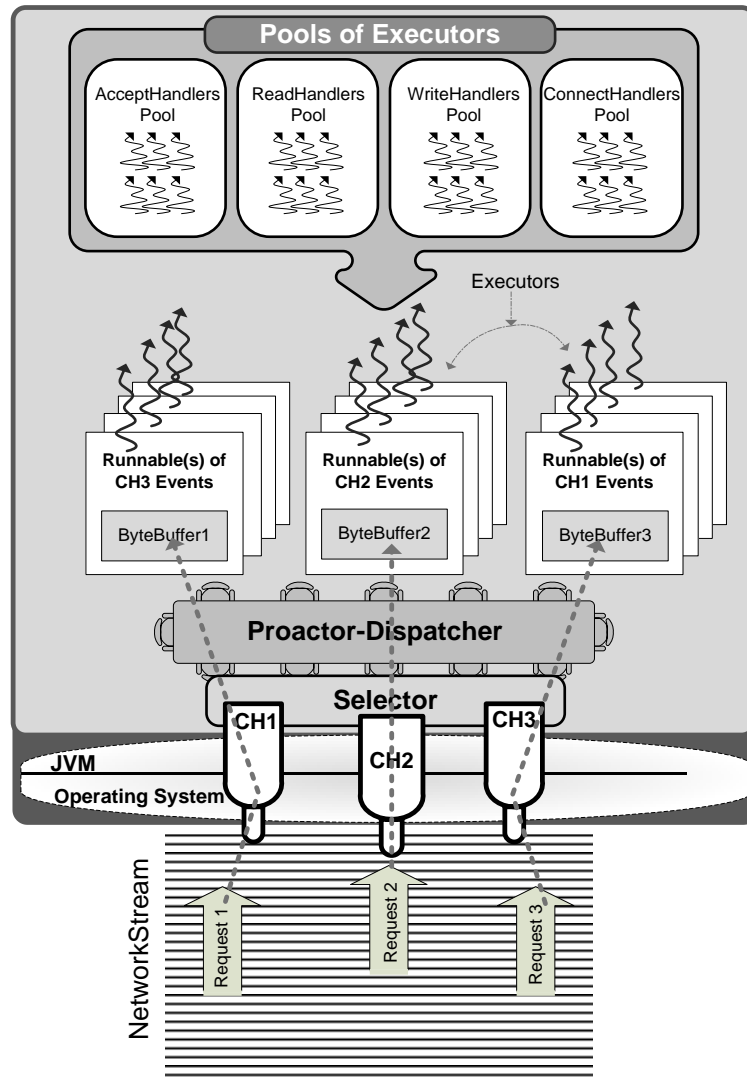 Pools of Executors
AcceptHandlers
Pool
ReadHandlers
Pool
WriteHandlers
Pool
ConnectHandlers
Pool
Executors
Runnable(s) of
CH3 Events
ByteBuffer1
Runnable(s) of
CH2 Events
ByteBuffer2
Runnable(s) of
CH1 Events
ByteBuffer3
Proactor-Dispatcher
Selector
CH1
CH2
CH3
JVM
Operating System
NetworkStream
Request 1
Request 2
Request 3